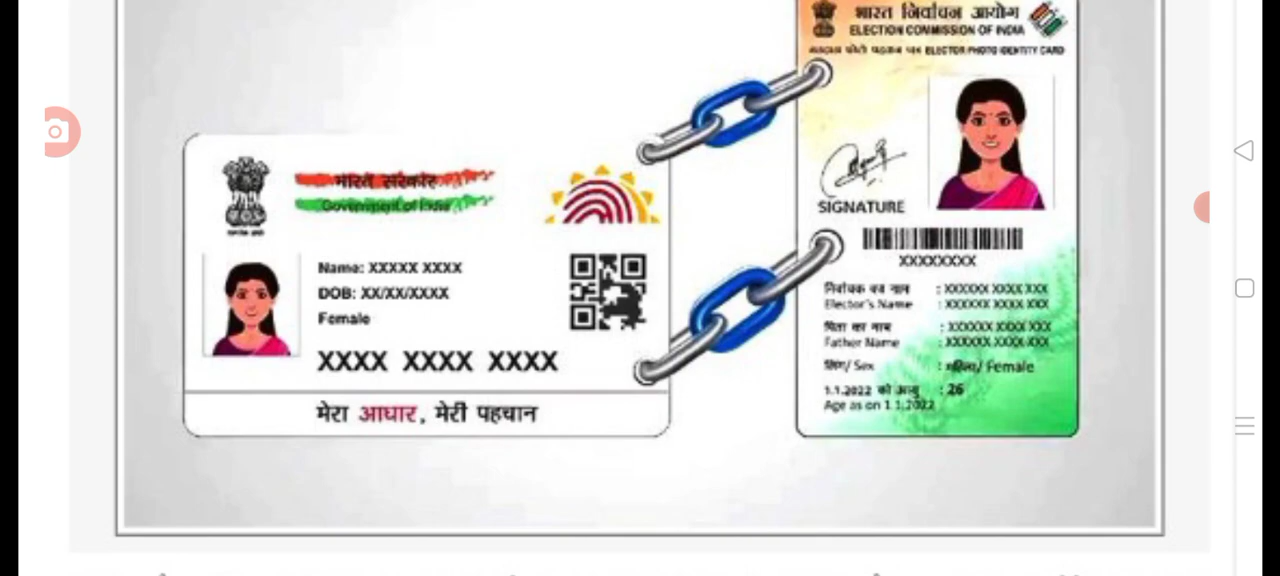 भारत निर्वाचन आयोग
ELECTION COMMISSION OF INDIA
ELECTOR PHOTO IDENTITY CARD
SIGNATURE
XXXXXXXX
निर्वाचक का नाम : XXXXXX XXXX XXX
Elector's Name : XXXXXX XXXX XXX
पिता का नाम : XXXXXX XXXX XXX
Father Name : XXXXXX XXXX XXX
लिंग/ Sex : महिला/ Female
1.1.2022 को आयु : 26
Age as on 1.1.2022
भारत सरकार
Government of India
Name: XXXXX XXXX
DOB: XX/XX/XXXX
Female
XXXX XXXX XXXX
मेरा आधार, मेरी पहचान